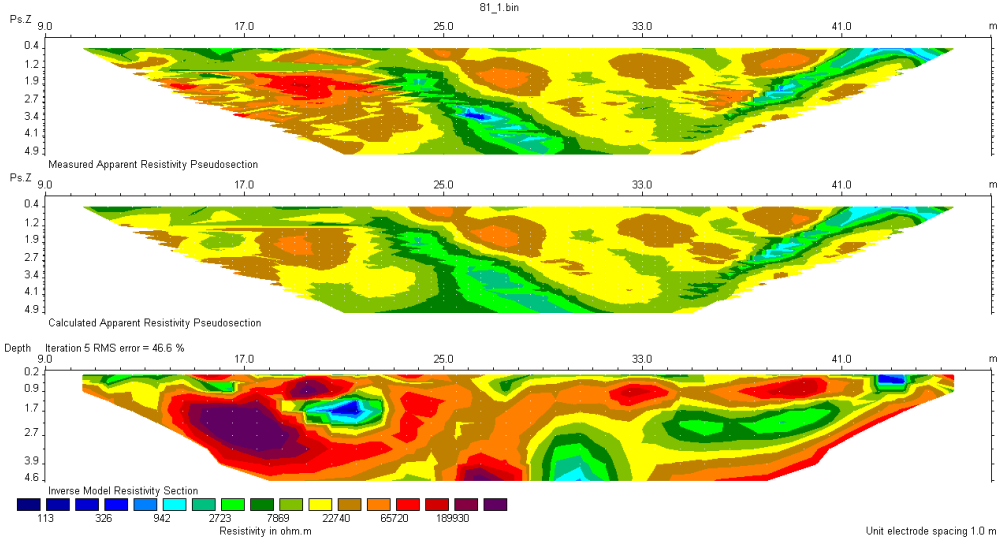 81_1.bin
Ps.Z 9.0 17.0 25.0 33.0 41.0 m
0.4
1.2
1.9
2.7
3.4
4.1
4.9
Measured Apparent Resistivity Pseudosection
Ps.Z 9.0 17.0 25.0 33.0 41.0 m
0.4
1.2
1.9
2.7
3.4
4.1
4.9
Calculated Apparent Resistivity Pseudosection
Depth Iteration 5 RMS error = 46.6 %
9.0 17.0 25.0 33.0 41.0 m
0.2
0.9
1.7
2.7
3.9
4.6
Inverse Model Resistivity Section
113 326 942 2723 7869 22740 65720 189930
Resistivity in ohm.m Unit electrode spacing 1.0 m